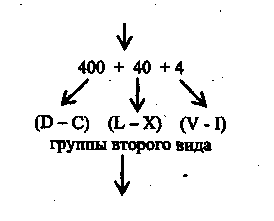 400 + 40 + 4
(D – C) (L – X) (V - I)
группы второго вида